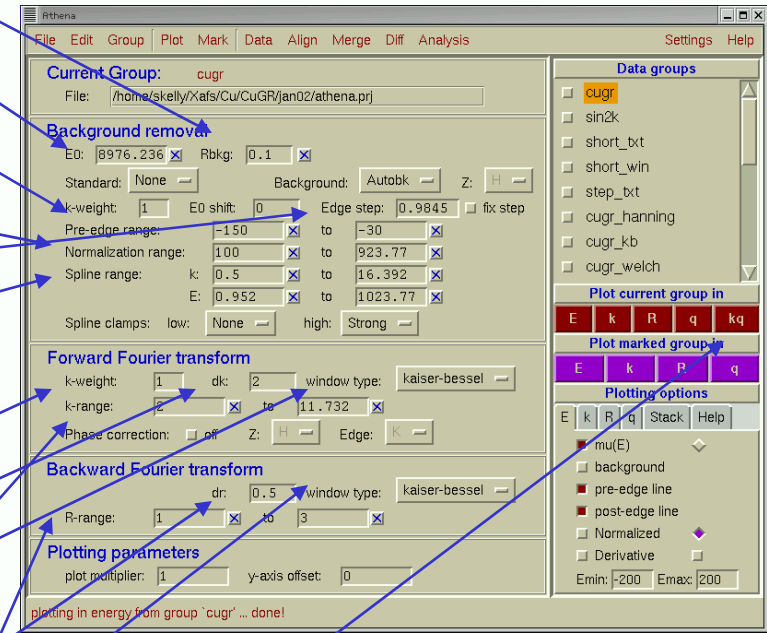 Athena
File Edit Group Plot Mark Data Align Merge Diff Analysis Settings Help
Current Group: cugr
File: /home/skelly/Xafs/Cu/CuGR/jan02/athena.prj
Background removal
E0: 8976.236 Rbkg: 0.1
Standard: None Background: Autobk Z: H
k-weight: 1 E0 shift: 0 Edge step: 0.9845 fix step
Pre-edge range: -150 to -30
Normalization range: 100 to 923.77
Spline range: k: 0.5 to 16.392
E: 0.952 to 1023.77
Spline clamps: low: None high: Strong
Forward Fourier transform
k-weight: 1 dk: 2 window type: kaiser-bessel
k-range: 2 to 11.732
Phase correction: off Z: H Edge: K
Backward Fourier transform
dr: 0.5 window type: kaiser-bessel
R-range: 1 to 3
Plotting parameters
plot multiplier: 1 y-axis offset: 0
plotting in energy from group `cugr' ... done!
Data groups
cugr
sin2k
short_txt
short_win
step_txt
cugr_hanning
cugr_kb
cugr_welch
Plot current group in
E k R q kq
Plot marked group in
E k R q
Plotting options
E k R q Stack Help
mu(E)
background
pre-edge line
post-edge line
Normalized
Derivative
Emin: -200 Emax: 200